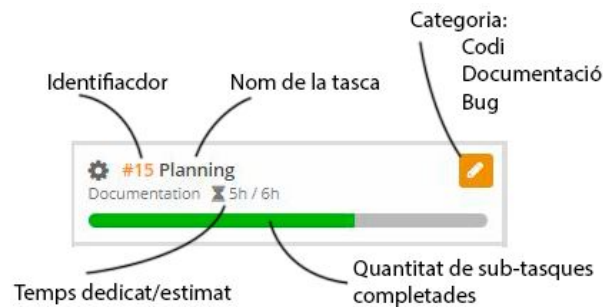 Categoria:
Codi
Documentació
Bug
Identifiacdor
Nom de la tasca
#15 Planning
Documentation 5h / 6h
Temps dedicat/estimat
Quantitat de sub-tasques
completades